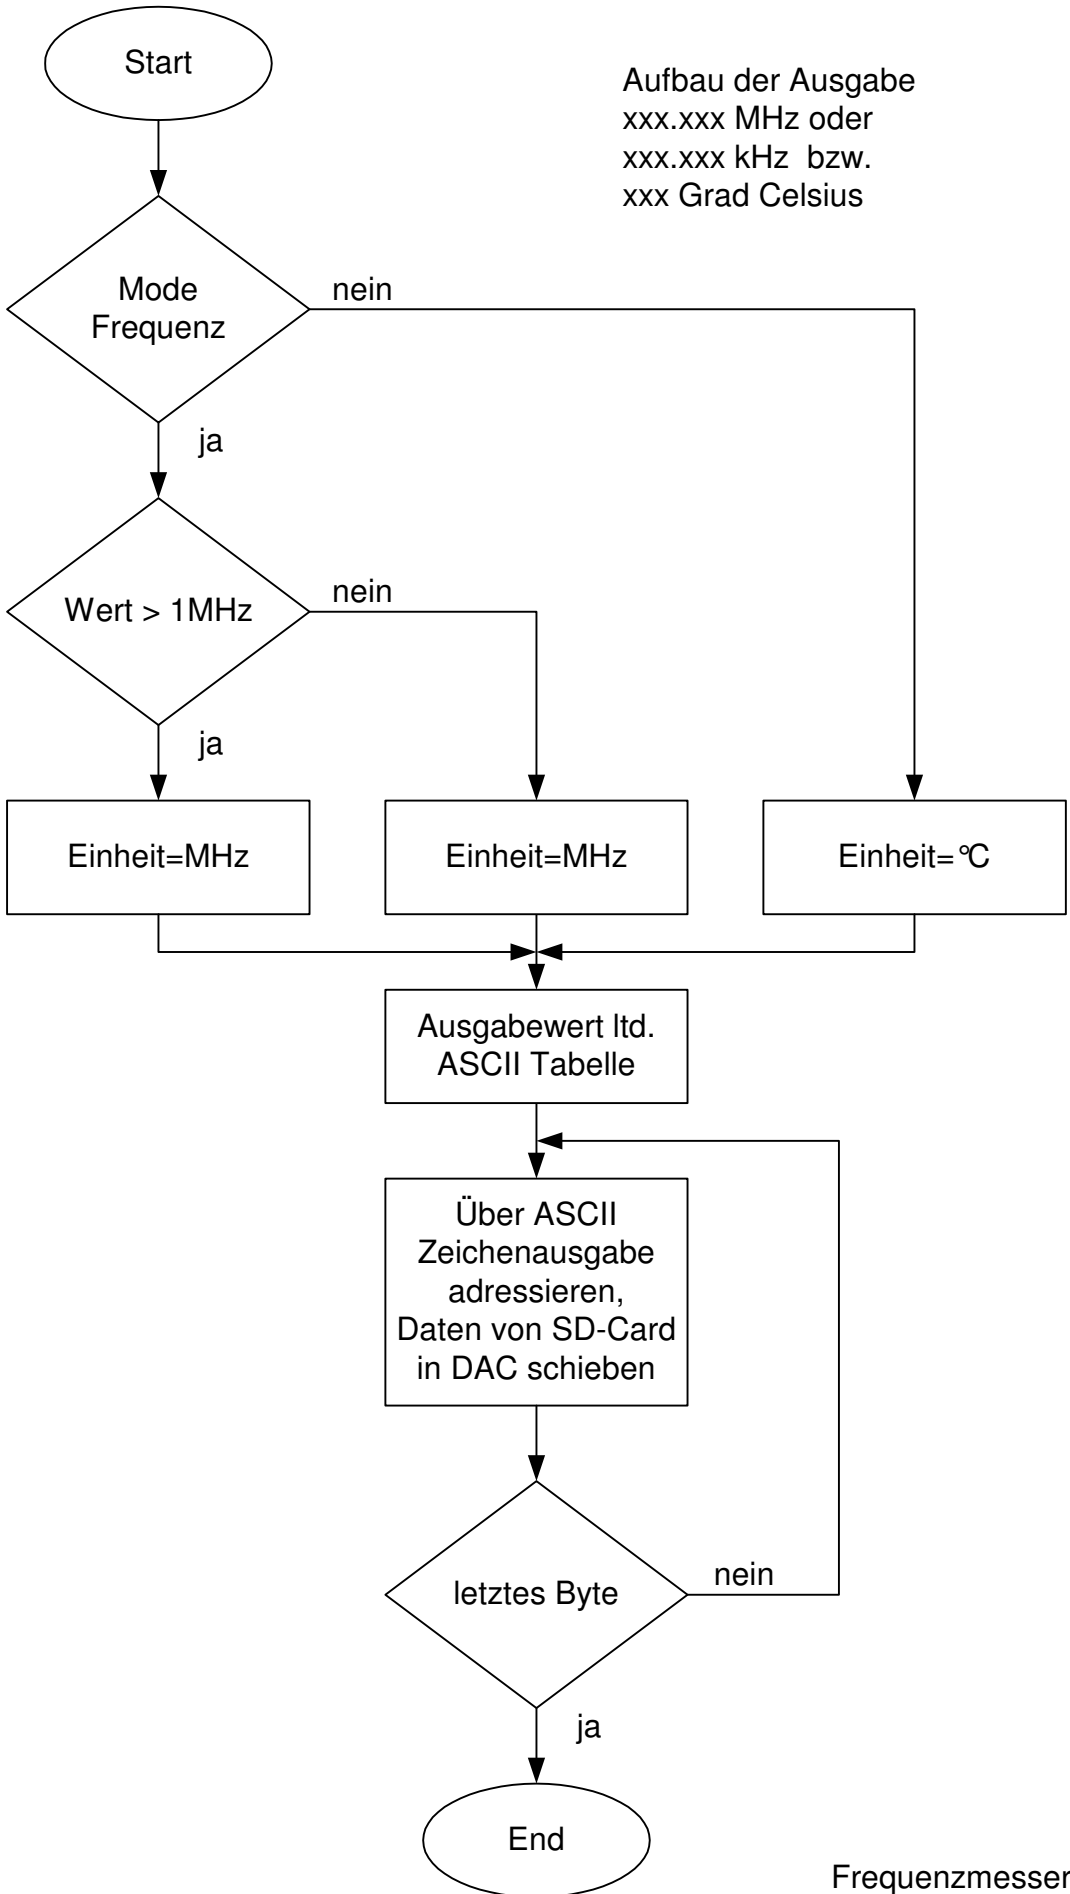 Start
Aufbau der Ausgabe
xxx.xxx MHz oder
xxx.xxx kHz  bzw.
xxx Grad Celsius
Mode
Frequenz
nein
ja
Wert > 1MHz
nein
ja
Einheit=MHz
Einheit=MHz
Einheit=°C
Ausgabewert ltd.
ASCII Tabelle
Über ASCII
Zeichenausgabe
adressieren,
Daten von SD-Card
in DAC schieben
letztes Byte
nein
ja
End
Frequenzmesser